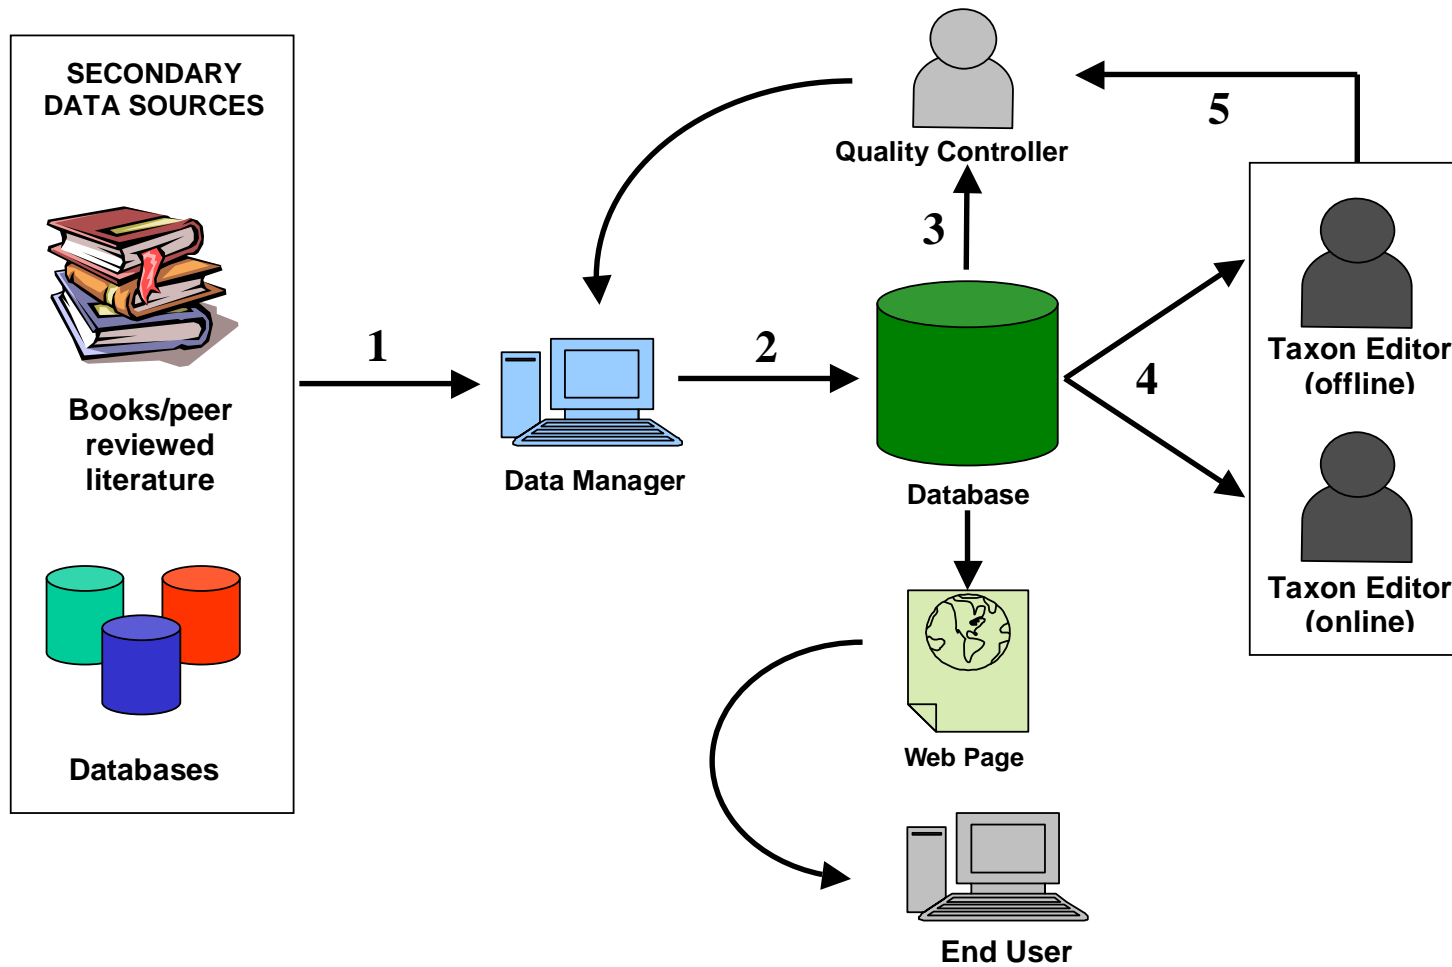 SECONDARY
DATA SOURCES
Books/peer
reviewed
literature
Databases
1
Data Manager
2
Quality Controller
3
Database
4
5
Taxon Editor
(offline)
Taxon Editor
(online)
Web Page
End User